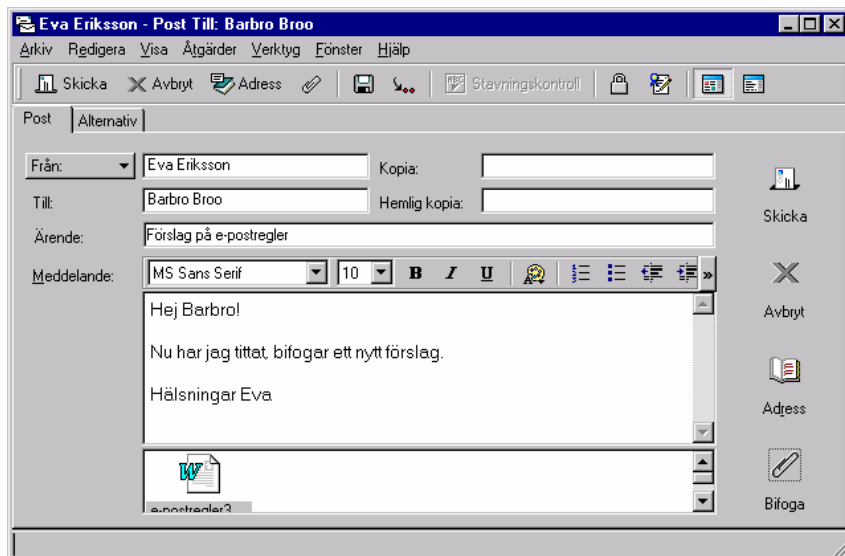 Eva Eriksson - Post Till: Barbro Broo
Arkiv Redigera Visa Åtgärder Verktyg Fönster Hjälp
Skicka Avbryt Adress ABC Stavningskontroll
Post Alternativ
Från: Eva Eriksson Kopia:
Till: Barbro Broo Hemlig kopia:
Skicka
Ärende: Förslag på e-postregler
Meddelande: MS Sans Serif 10 B I U »
Hej Barbro!
Avbryt
Nu har jag tittat, bifogar ett nytt förslag.
Hälsningar Eva
Adress
W
e-postregler3
Bifoga